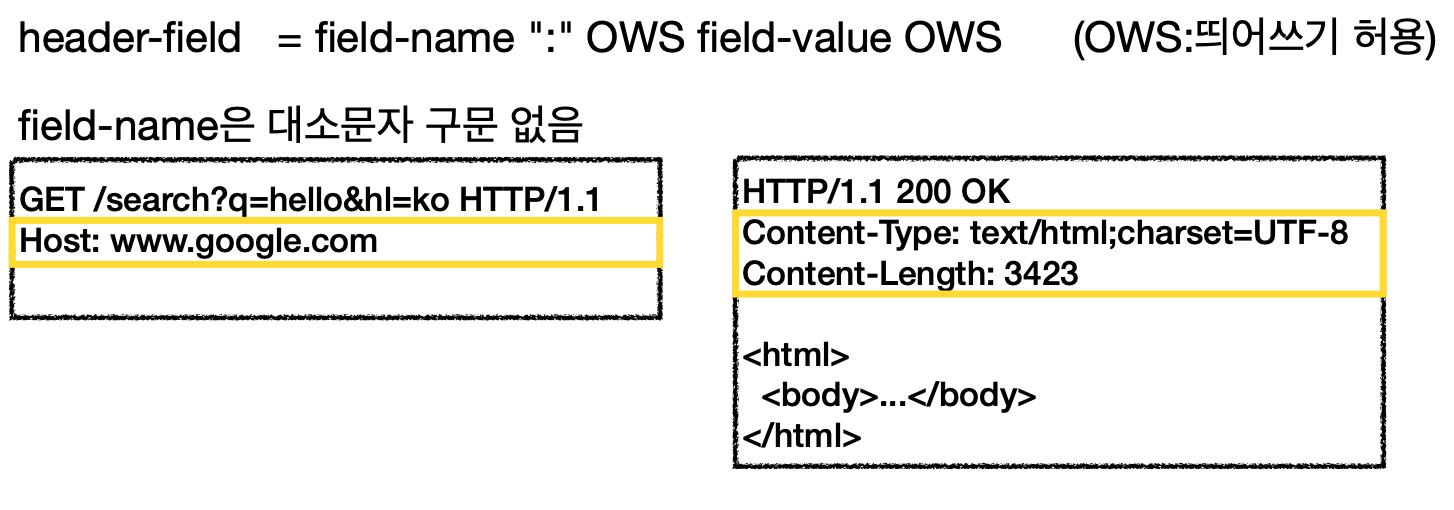 header-field = field-name ":" OWS field-value OWS (OWS:띄어쓰기 허용)
field-name은 대소문자 구문 없음
GET /search?q=hello&hl=ko HTTP/1.1
Host: www.google.com
HTTP/1.1 200 OK
Content-Type: text/html;charset=UTF-8
Content-Length: 3423
<html>
<body>...</body>
</html>